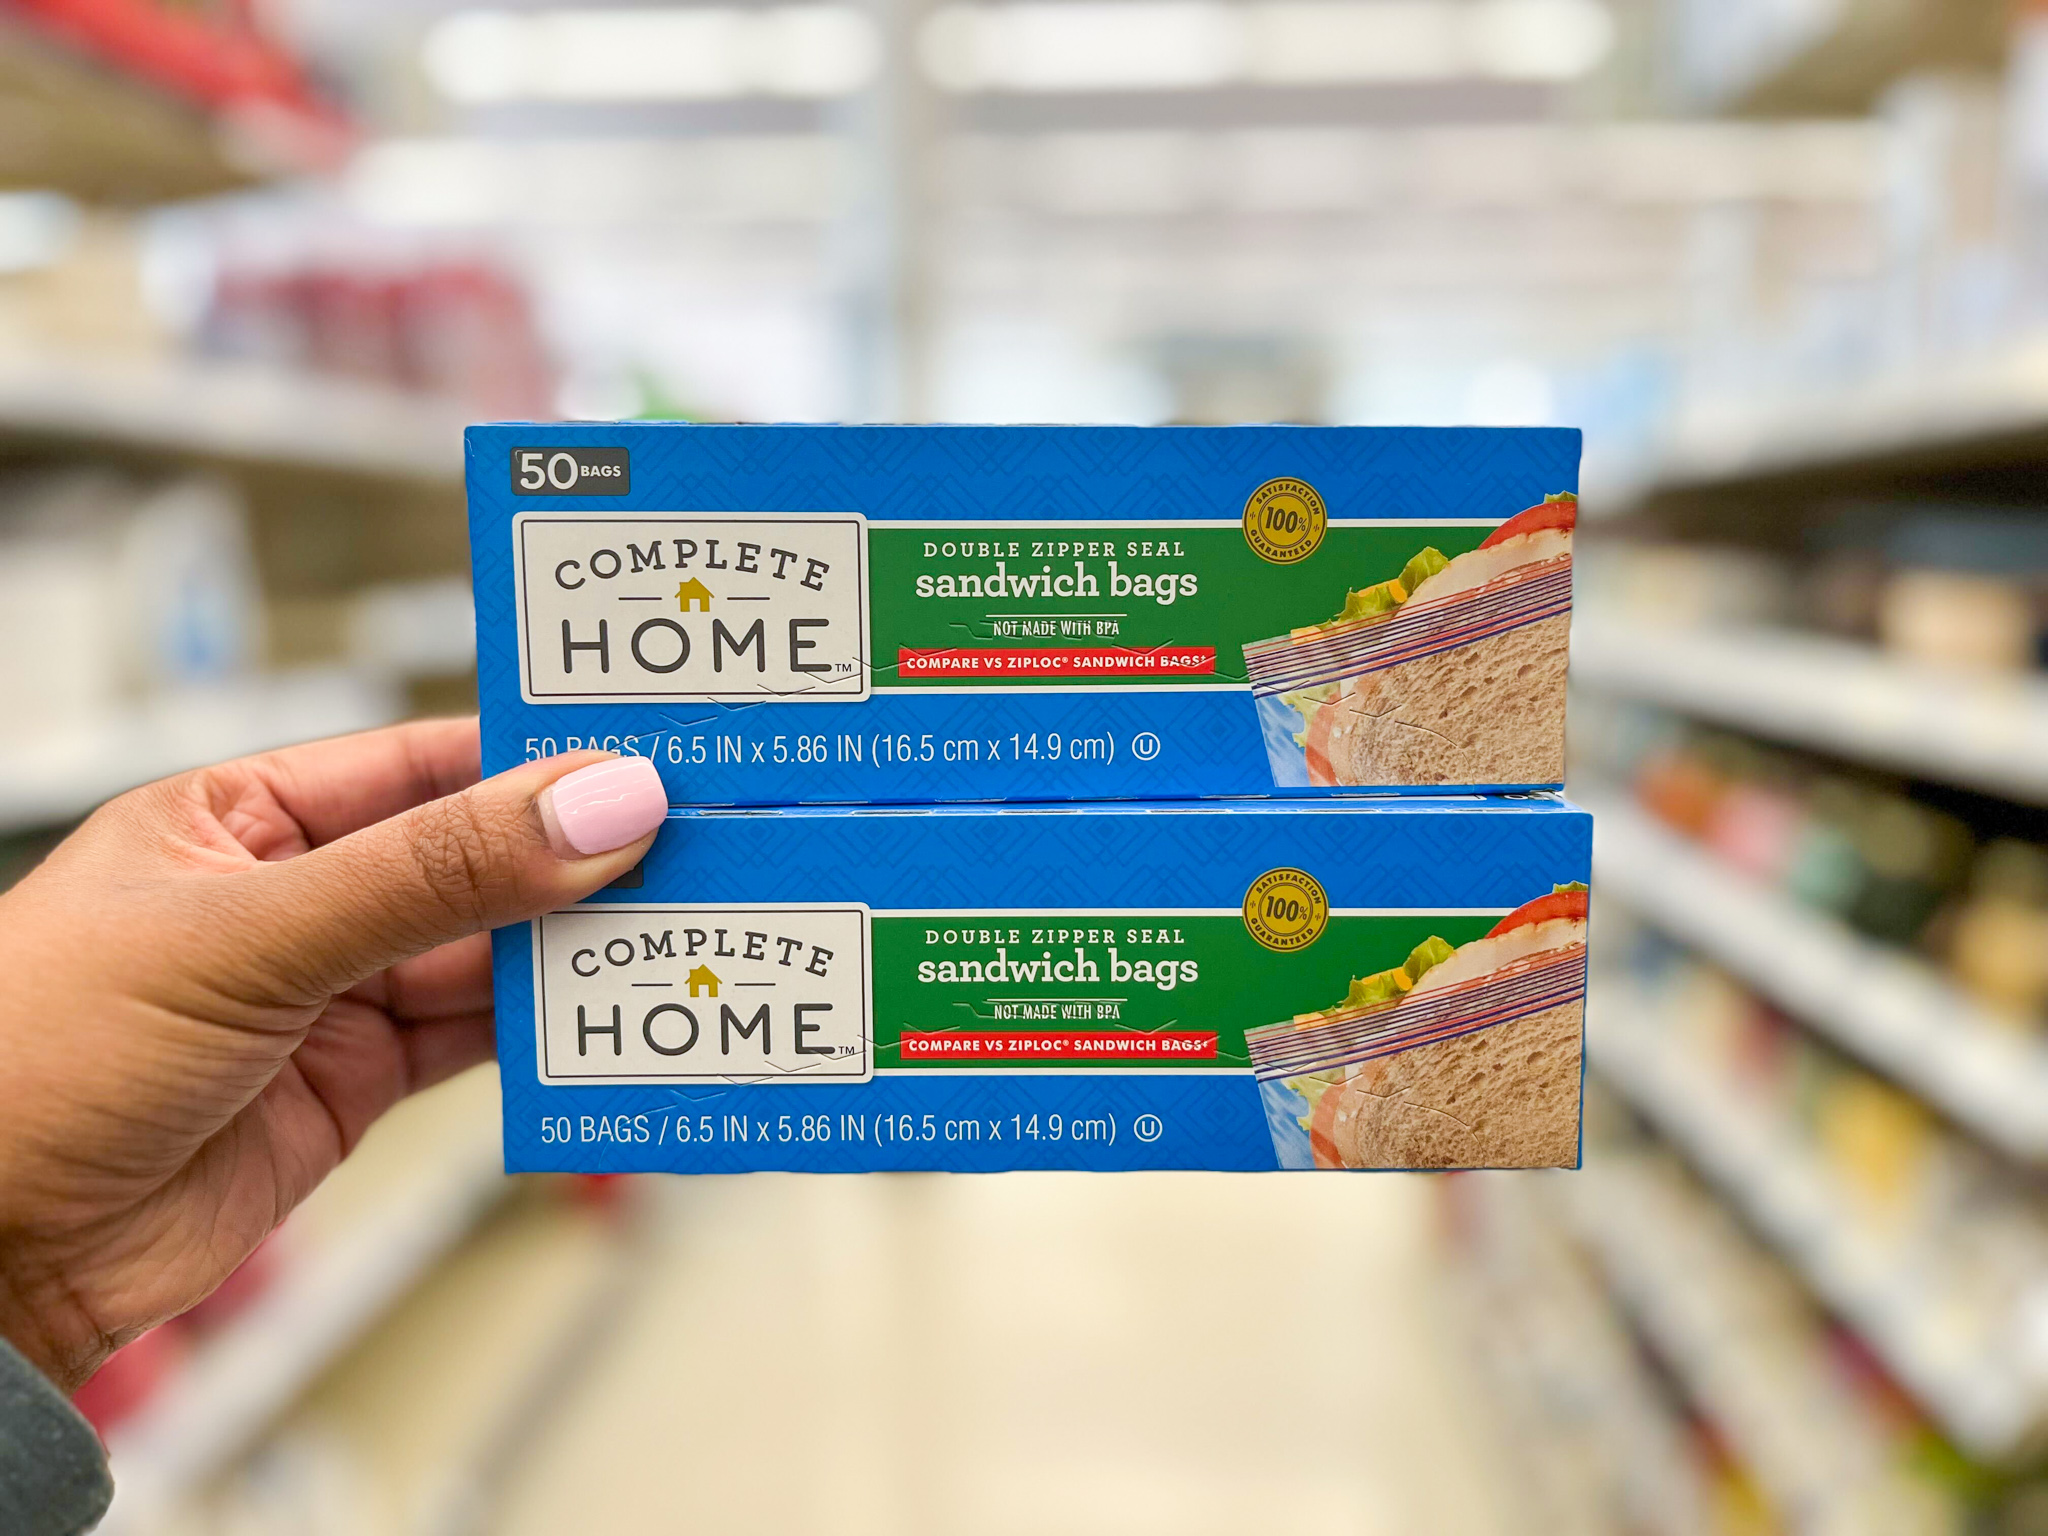 50 BAGS
COMPLETE
HOME™
DOUBLE ZIPPER SEAL
sandwich bags
NOT MADE WITH BPA
COMPARE VS ZIPLOC® SANDWICH BAGS†
SATISFACTION
100%
GUARANTEED
50 BAGS / 6.5 IN x 5.86 IN (16.5 cm x 14.9 cm) U
COMPLETE
HOME™
DOUBLE ZIPPER SEAL
sandwich bags
NOT MADE WITH BPA
COMPARE VS ZIPLOC® SANDWICH BAGS†
SATISFACTION
100%
GUARANTEED
50 BAGS / 6.5 IN x 5.86 IN (16.5 cm x 14.9 cm) U